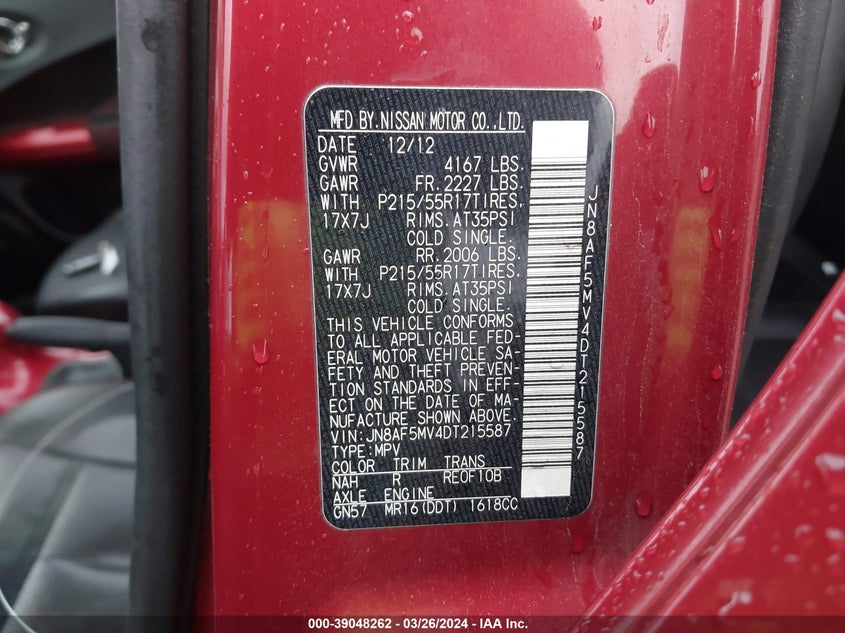 MFD BY.NISSAN MOTOR CO.,LTD.
DATE 12/12
GVWR 4167 LBS.
GAWR FR.2227 LBS.
WITH P215/55R17TIRES.
17X7J RIMS.AT35PSI
COLD SINGLE.
GAWR RR.2006 LBS.
WITH P215/55R17TIRES.
17X7J RIMS.AT35PSI
COLD SINGLE.
THIS VEHICLE CONFORMS
TO ALL APPLICABLE FED-
ERAL MOTOR VEHICLE SA-
FETY AND THEFT PREVEN-
TION STANDARDS IN EFF-
ECT ON THE DATE OF MA-
NUFACTURE SHOWN ABOVE.
VIN:JN8AF5MV4DT215587
TYPE:MPV
COLOR TRIM TRANS
NAH R RE0F10B
AXLE ENGINE
GN57 MR16(DDT) 1618CC
JN8AF5MV4DT215587
000-39048262 - 03/26/2024 - IAA Inc.